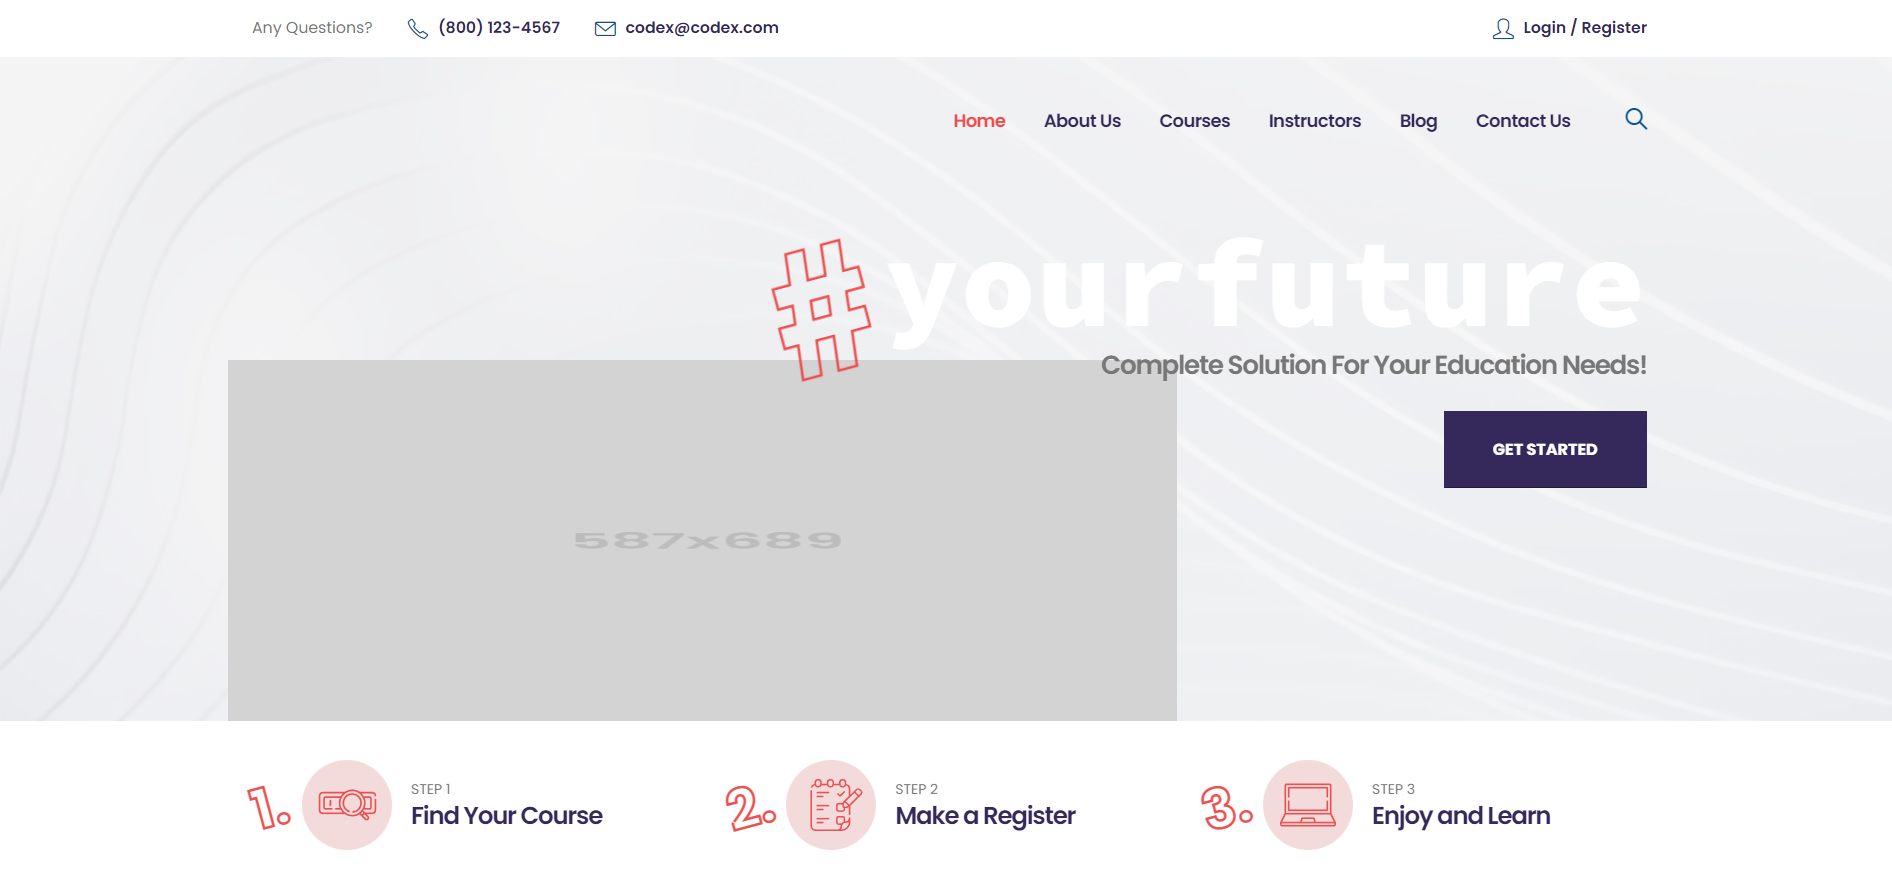 Any Questions? (800) 123-4567 codex@codex.com Login / Register
Home About Us Courses Instructors Blog Contact Us
#yourfuture
Complete Solution For Your Education Needs!
GET STARTED
587x689
1. STEP 1
Find Your Course
2. STEP 2
Make a Register
3. STEP 3
Enjoy and Learn